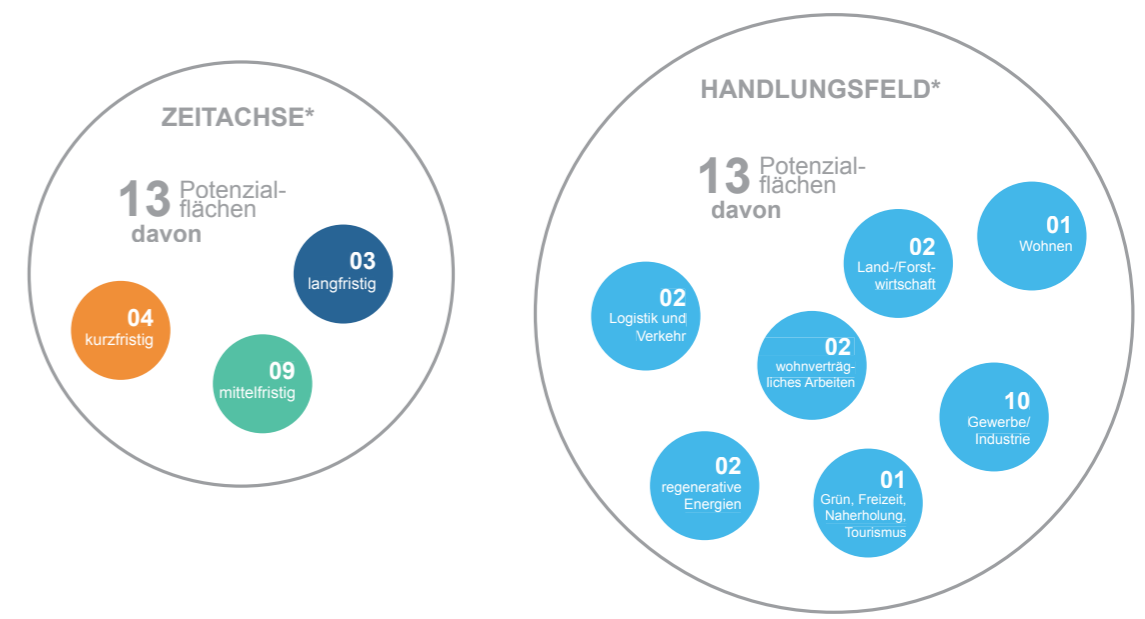 ZEITACHSE*
13 Potenzial-
flächen
davon
03
langfristig
04
kurzfristig
09
mittelfristig
HANDLUNGSFELD*
13 Potenzial-
flächen
davon
01
Wohnen
02
Land-/Forst-
wirtschaft
02
Logistik und
Verkehr
02
wohnverträg-
liches Arbeiten
10
Gewerbe/
Industrie
02
regenerative
Energien
01
Grün, Freizeit,
Naherholung,
Tourismus